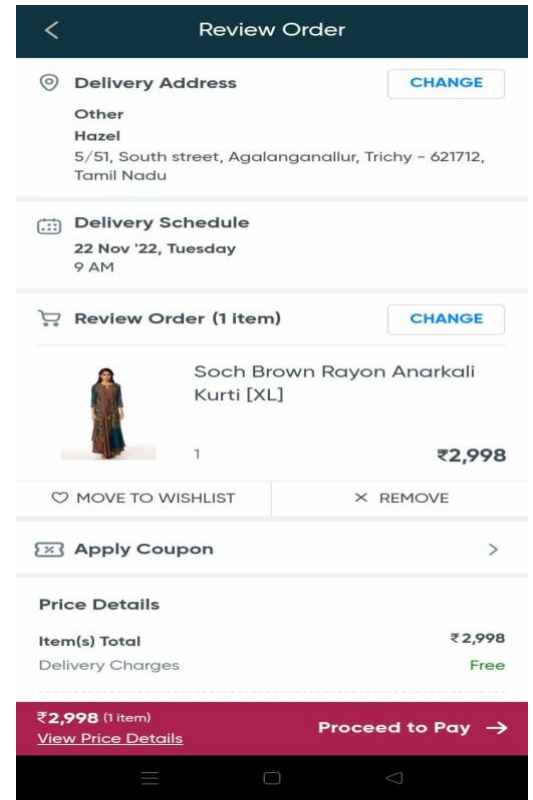 Review Order
Delivery Address
CHANGE
Other
Hazel
5/51, South street, Agalanganallur, Trichy - 621712,
Tamil Nadu
Delivery Schedule
22 Nov '22, Tuesday
9 AM
Review Order (1 item)
CHANGE
Soch Brown Rayon Anarkali
Kurti [XL]
1
₹2,998
MOVE TO WISHLIST
REMOVE
Apply Coupon
Price Details
Item(s) Total
₹2,998
Delivery Charges
Free
₹2,998 (1 item)
View Price Details
Proceed to Pay